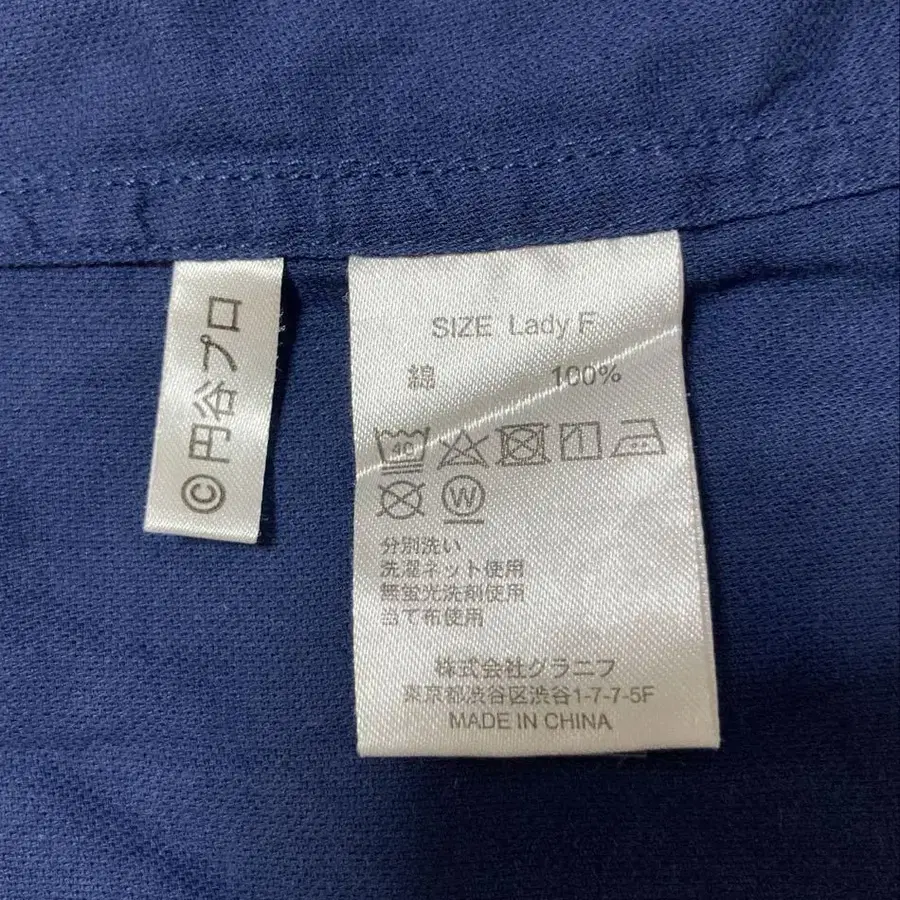 ©円谷プロ
SIZE Lady F
綿 100%
40
W
分別洗い
洗濯ネット使用
無蛍光洗剤使用
当て布使用
株式会社グラニフ
東京都渋谷区渋谷1-7-7-5F
MADE IN CHINA